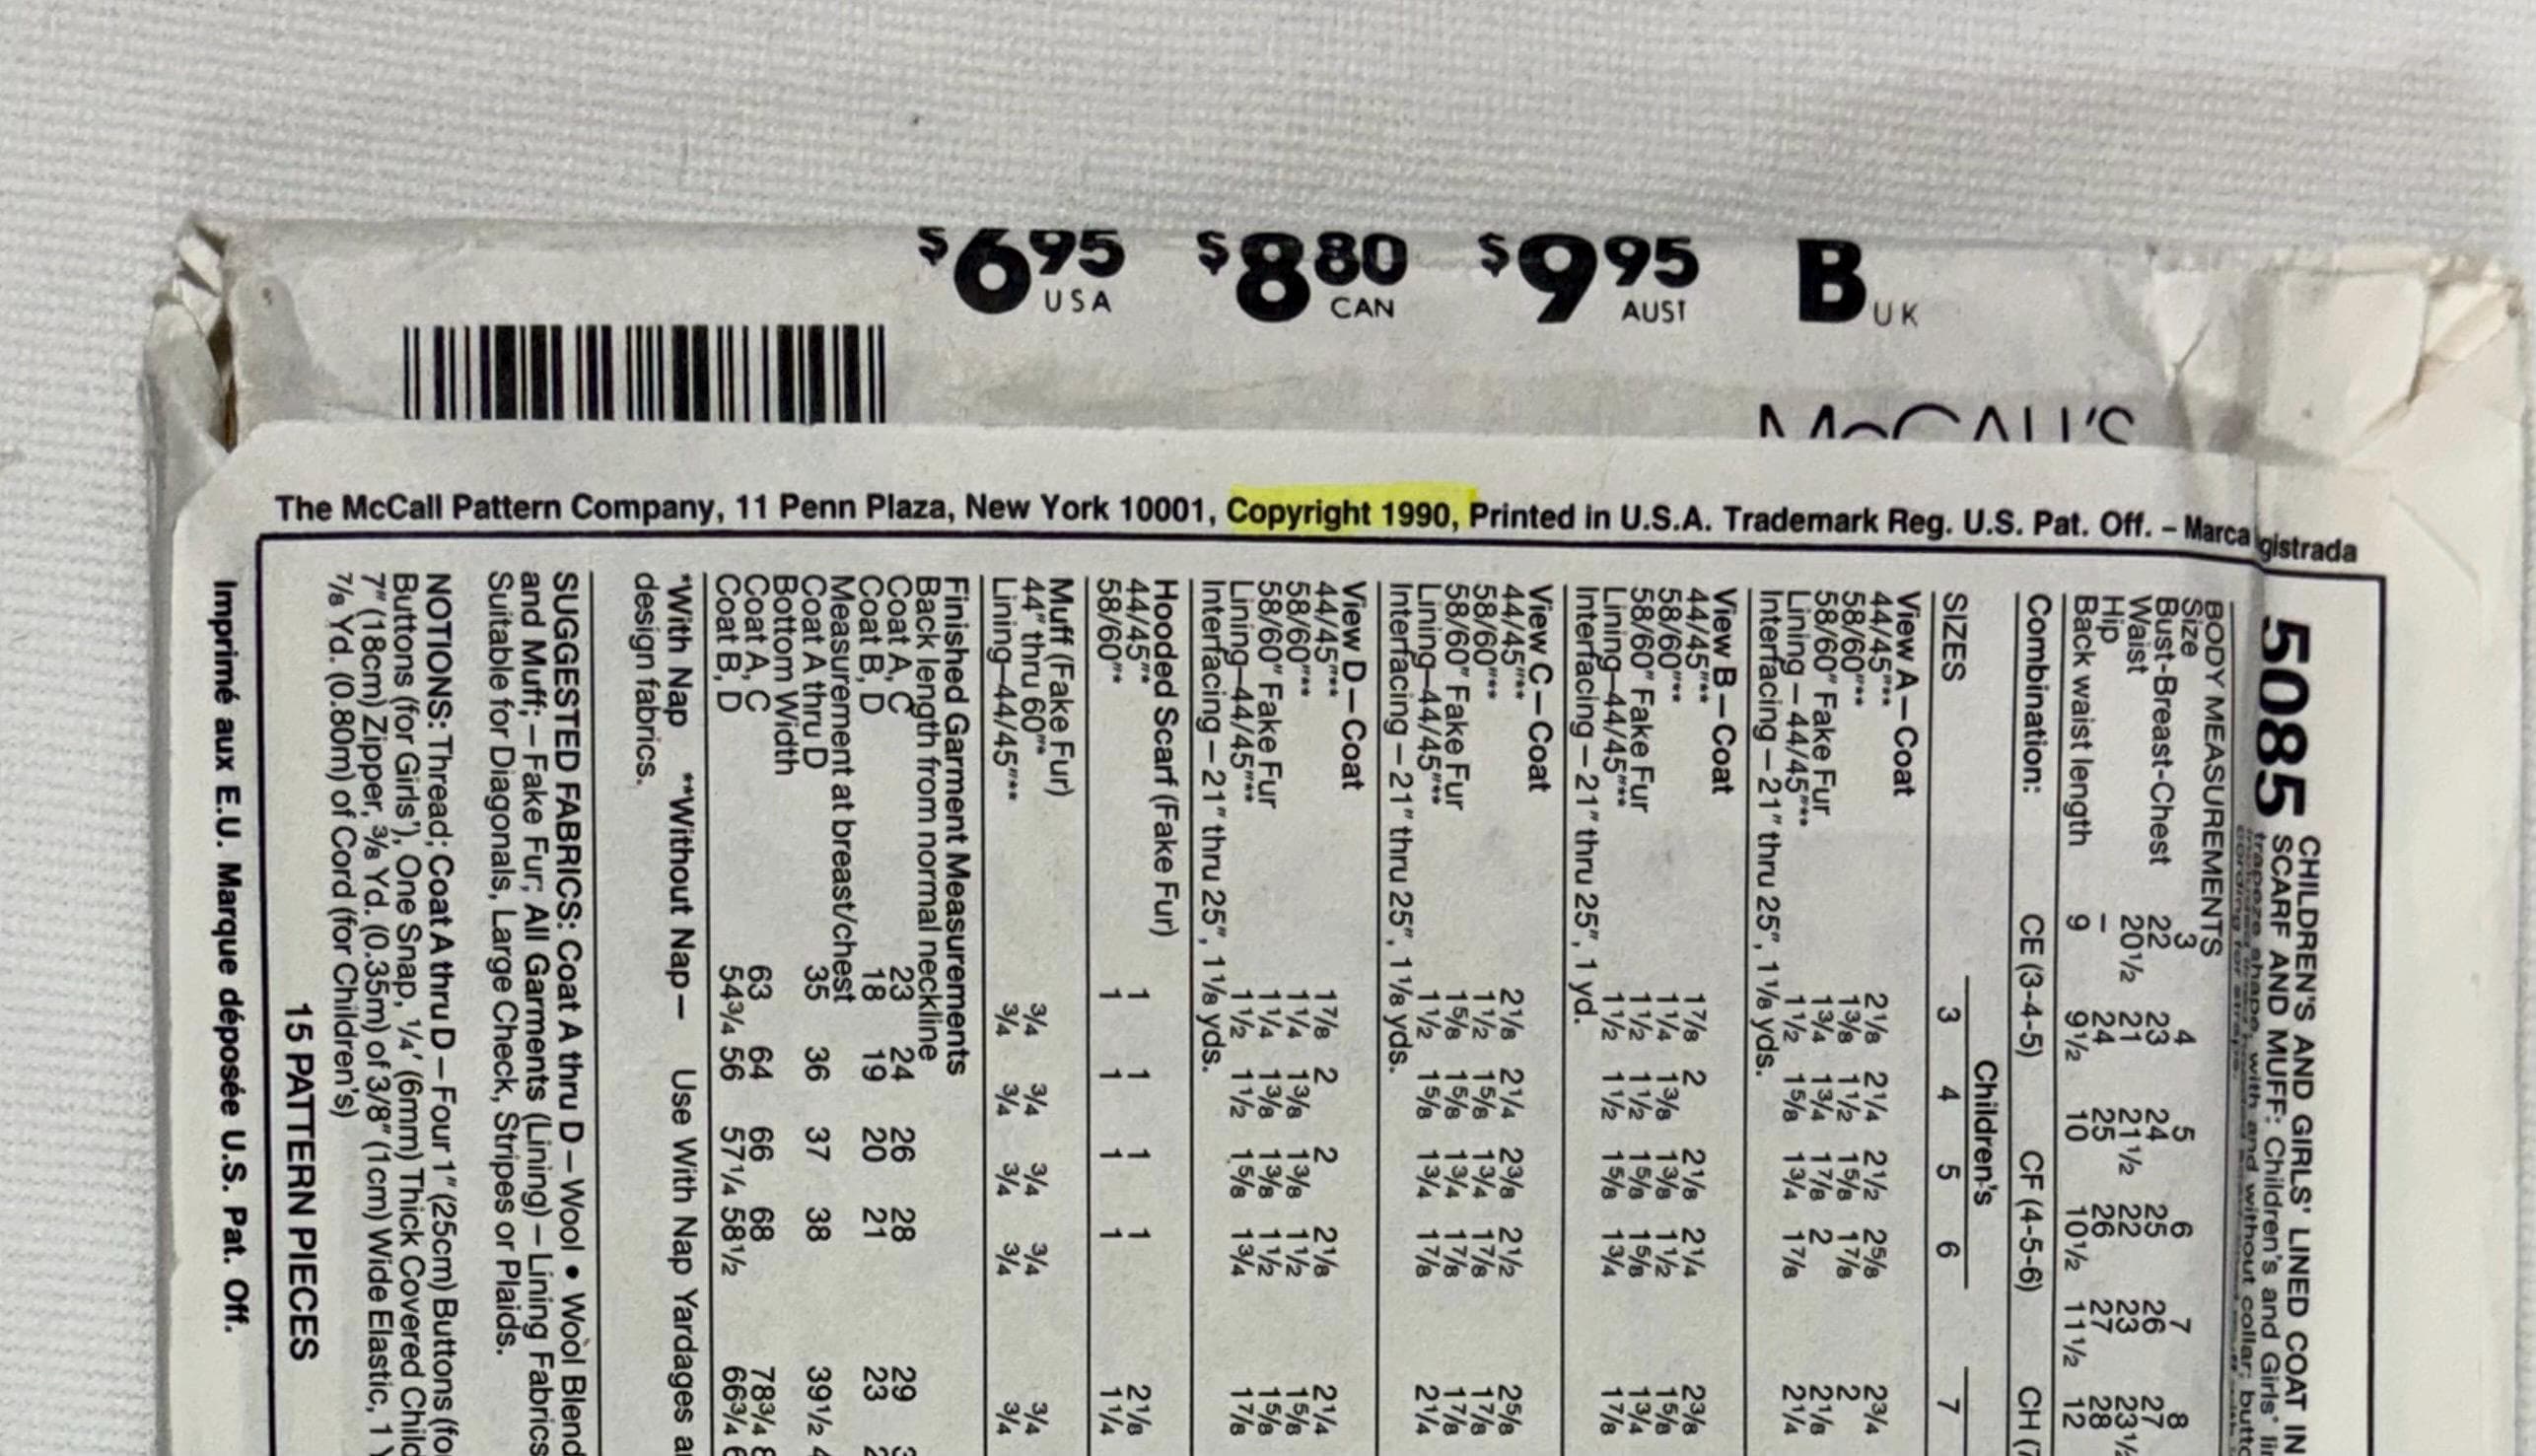 $6 95 USA $8 80 CAN $9 95 AUST B UK
McCALL'S
The McCall Pattern Company, 11 Penn Plaza, New York 10001, Copyright 1990, Printed in U.S.A. Trademark Reg. U.S. Pat. Off. – Marca gistrada
5085 CHILDREN'S AND GIRLS' LINED COAT IN
SCARF AND MUFF: Children's and Girls' lin
trapeze shape, with and without collar; butto
BODY MEASUREMENTS
Size 3 4 5 6 7 8
Bust-Breast-Chest 22 23 24 25 26 27
Waist 20½ 21 21½ 22 23 23½
Hip – 24 25 26 27 28
Back waist length 9 9½ 10 10½ 11½ 12
Combination: CE (3-4-5) CF (4-5-6) CH (7
Children's
SIZES 3 4 5 6 7
View A—Coat
44/45"** 2⅛ 2¼ 2½ 2⅝ 2¾
58/60"** 1⅜ 1½ 1⅝ 1⅞ 2
58/60" Fake Fur 1¾ 1¾ 1⅞ 2 2⅛
Lining—44/45"** 1½ 1⅝ 1¾ 1⅞ 2¼
Interfacing—21" thru 25", 1⅛ yds.
View B—Coat
44/45"** 1⅞ 2 2⅛ 2¼ 2⅜
58/60"** 1¼ 1⅜ 1⅜ 1½ 1⅝
58/60" Fake Fur 1½ 1½ 1⅝ 1⅝ 1¾
Lining—44/45"** 1½ 1½ 1⅝ 1¾ 1⅞
Interfacing—21" thru 25", 1 yd.
View C—Coat
44/45"** 2⅛ 2¼ 2⅜ 2½ 2⅝
58/60"** 1½ 1⅝ 1¾ 1⅞ 1⅞
58/60" Fake Fur 1⅝ 1⅝ 1¾ 1⅞ 1⅞
Lining—44/45"** 1½ 1⅝ 1¾ 1⅞ 2¼
Interfacing—21" thru 25", 1⅛ yds.
View D—Coat
44/45"** 1⅞ 2 2 2⅛ 2¼
58/60"** 1¼ 1⅜ 1⅜ 1½ 1⅝
58/60" Fake Fur 1¼ 1⅜ 1⅜ 1½ 1⅝
Lining—44/45"** 1½ 1½ 1⅝ 1¾ 1⅞
Interfacing—21" thru 25", 1⅛ yds.
Hooded Scarf (Fake Fur)
44/45"* 1 1 1 1 2⅛
58/60"* 1 1 1 1 1¼
Muff (Fake Fur)
44" thru 60"* ¾ ¾ ¾ ¾ ¾
Lining—44/45"** ¾ ¾ ¾ ¾ ¾
Finished Garment Measurements
Back length from normal neckline
Coat A, C 23 24 26 28 29
Coat B, D 18 19 20 21 23
Measurement at breast/chest
Coat A thru D 35 36 37 38 39½
Bottom Width
Coat A, C 63 64 66 68 78¾
Coat B, D 54¾ 56 57¼ 58½ 66¾
*With Nap **Without Nap— Use With Nap Yardages a
design fabrics.
SUGGESTED FABRICS: Coat A thru D—Wool • Wool Blend
and Muff;—Fake Fur; All Garments (Lining)—Lining Fabrics
Suitable for Diagonals, Large Check, Stripes or Plaids.
NOTIONS: Thread; Coat A thru D—Four 1" (25cm) Buttons (fo
Buttons (for Girls'), One Snap, ¼' (6mm) Thick Covered Chil
7" (18cm) Zipper, ⅜ Yd. (0.35m) of 3/8" (1cm) Wide Elastic, 1
⅞ Yd. (0.80m) of Cord (for Children's)
15 PATTERN PIECES
Imprimé aux E.U. Marque déposée U.S. Pat. Off.